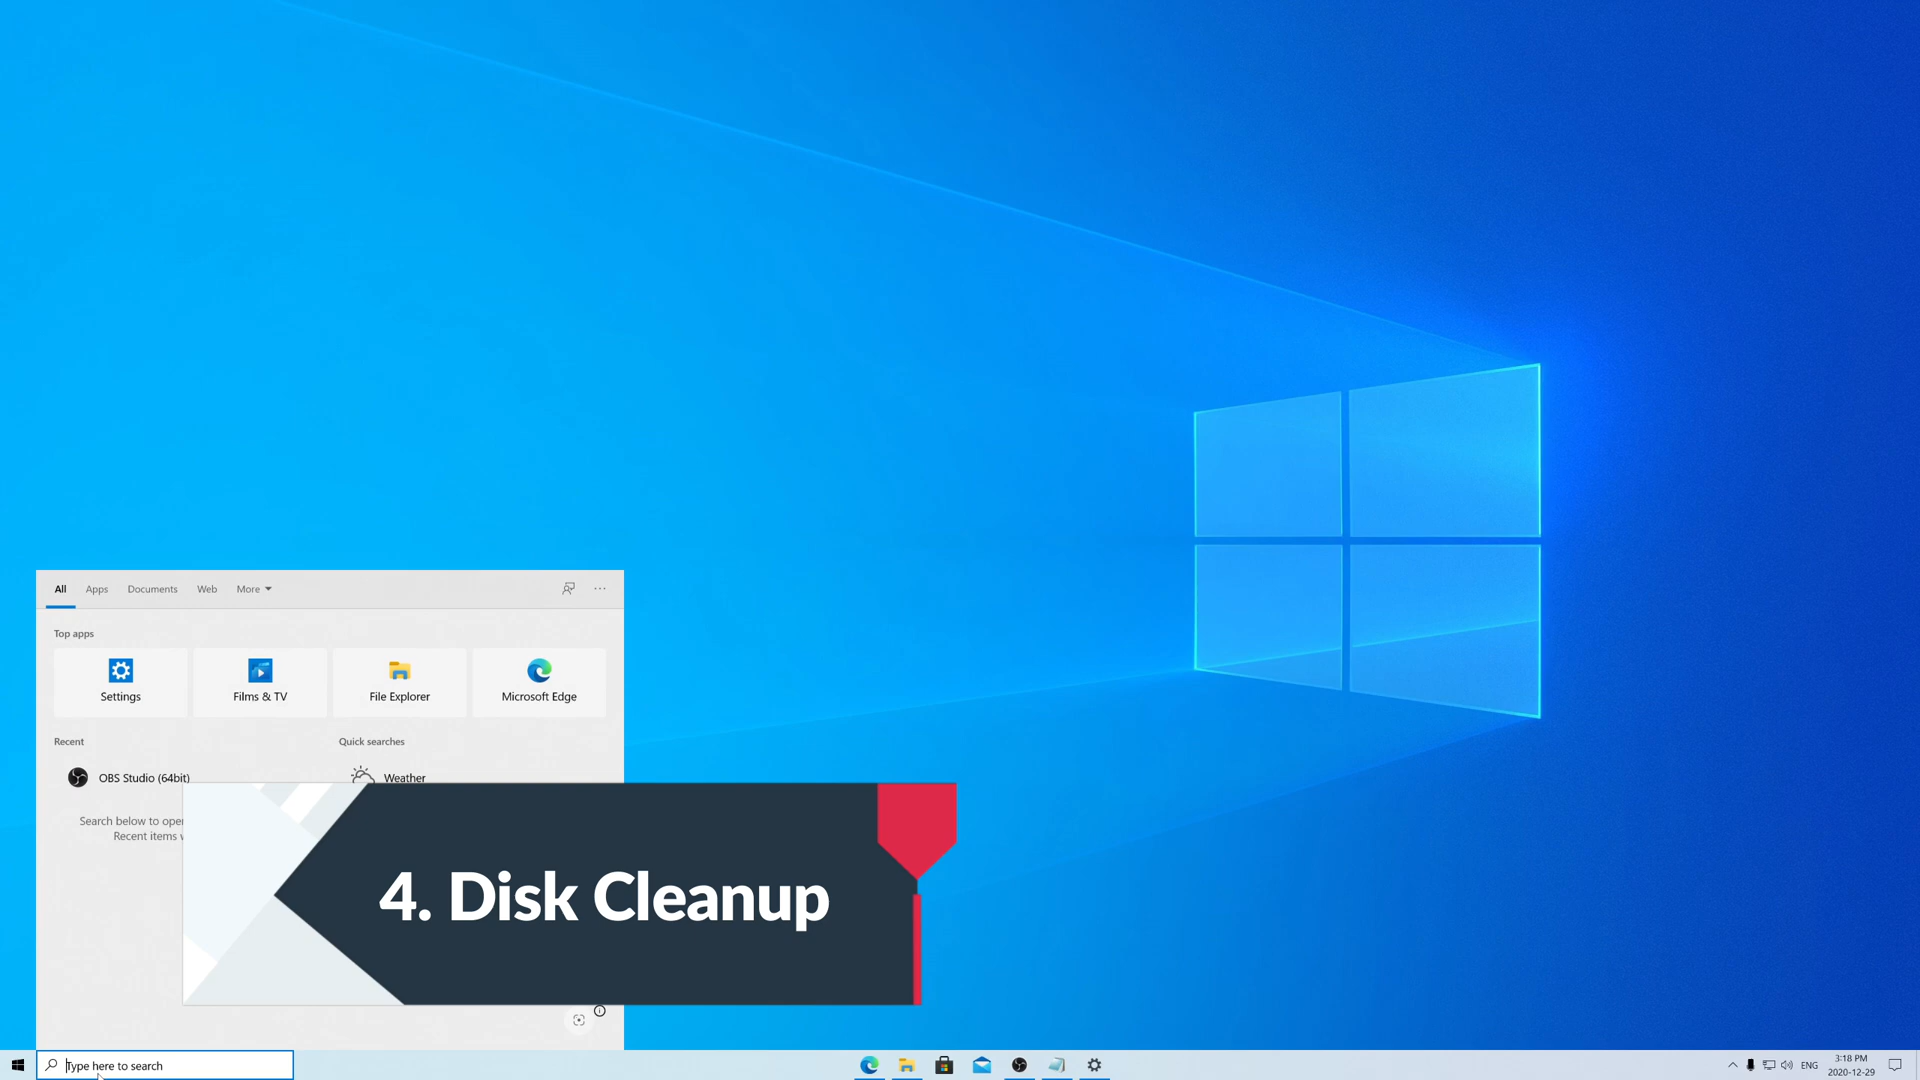 All
Apps
Documents
Web
More
Top apps
Settings
Films & TV
File Explorer
Microsoft Edge
Recent
Quick searches
OBS Studio (64bit)
Weather
Search below to
Recent items
4. Disk Cleanup
Type here to search
ENG
3:18 PM
2020-12-29